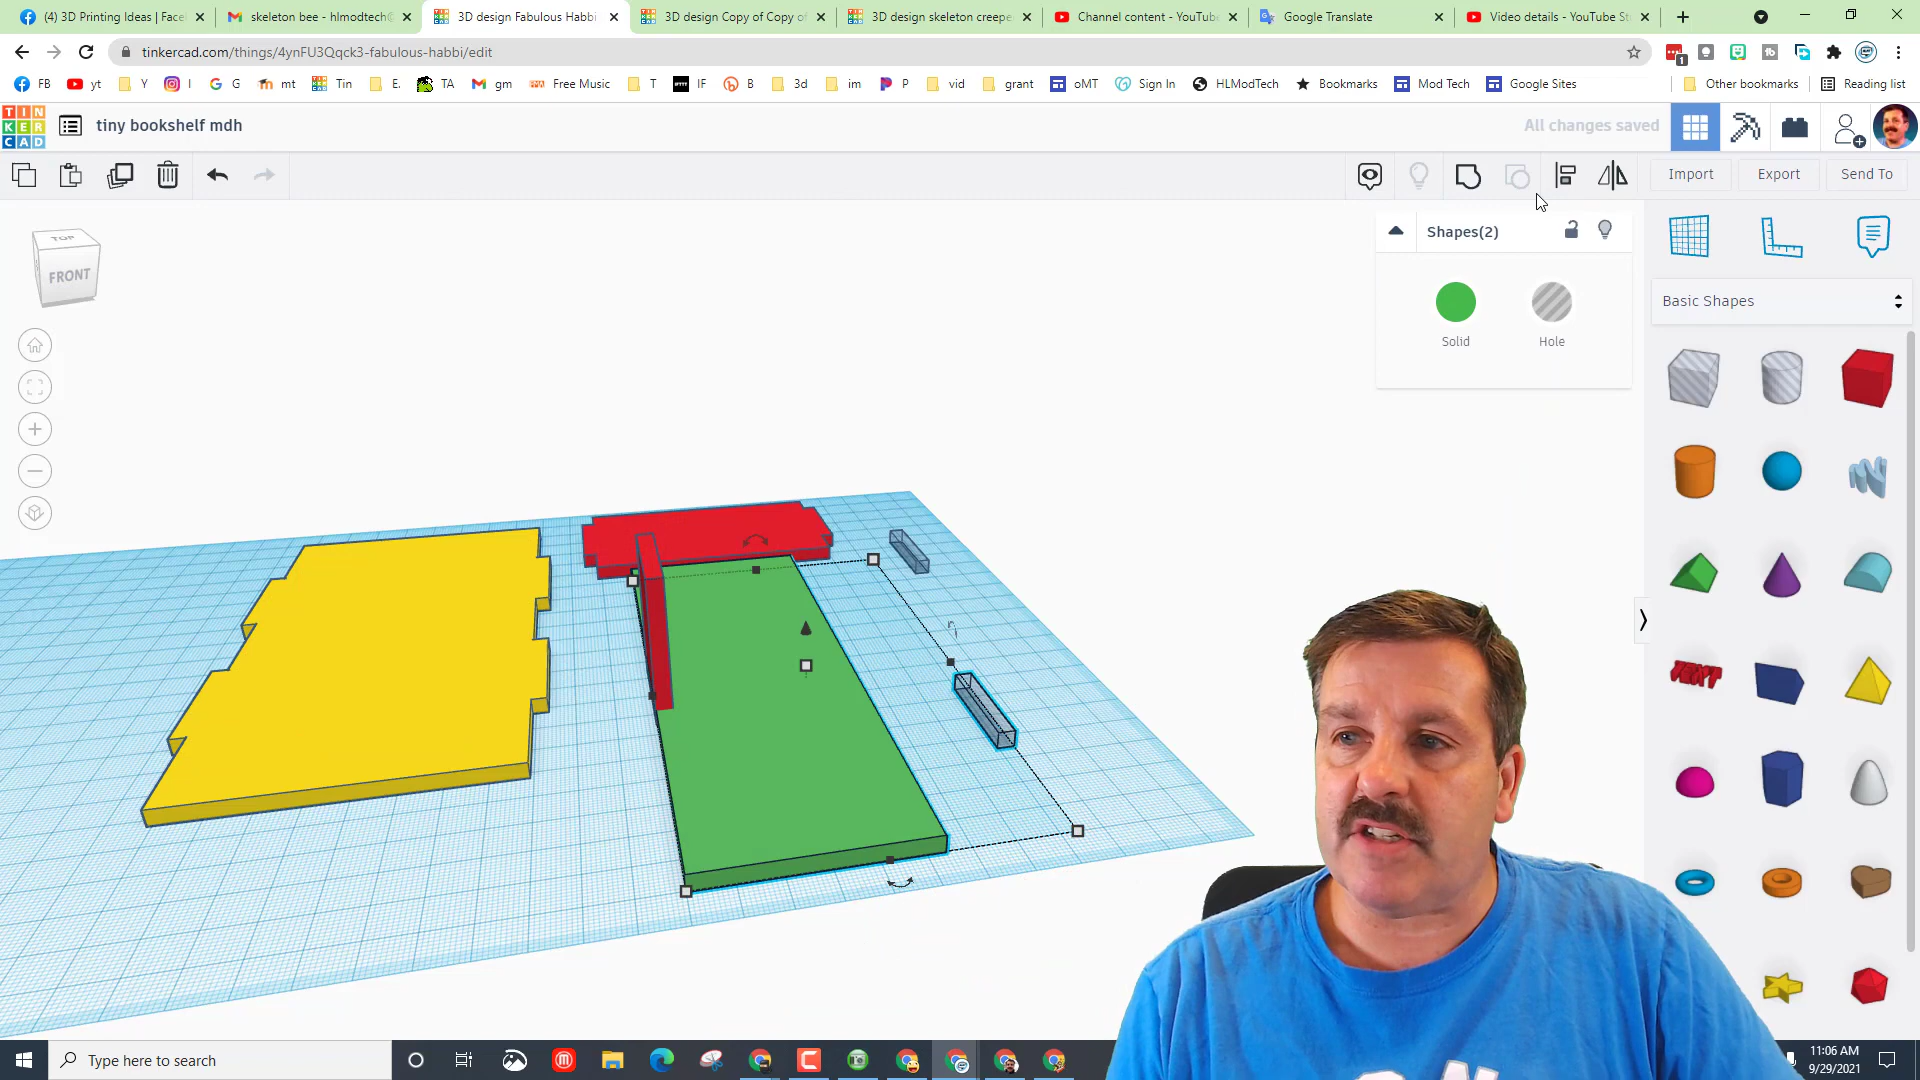 (4) 3D Printing Ideas | Face
skeleton bee - hlmodtech@
3D design Fabulous Habbi
3D design Copy of Copy of
3D design skeleton creepe
Channel content - YouTube
Google Translate
Video details - YouTube St
tinkercad.com/things/4ynFU3Qqck3-fabulous-habbi/edit
1
FB
yt
Y
I
G
mt
Tin
E.
TA
gm
Free Music
T
IF
B
3d
im
P
vid
grant
oMT
Sign In
HLModTech
Bookmarks
Mod Tech
Google Sites
Other bookmarks
Reading list
TIN
KER
CAD
tiny bookshelf mdh
All changes saved
Import
Export
Send To
TOP
FRONT
Shapes(2)
Solid
Hole
Basic Shapes
TEXT
Type here to search
11:06 AM
9/29/2021